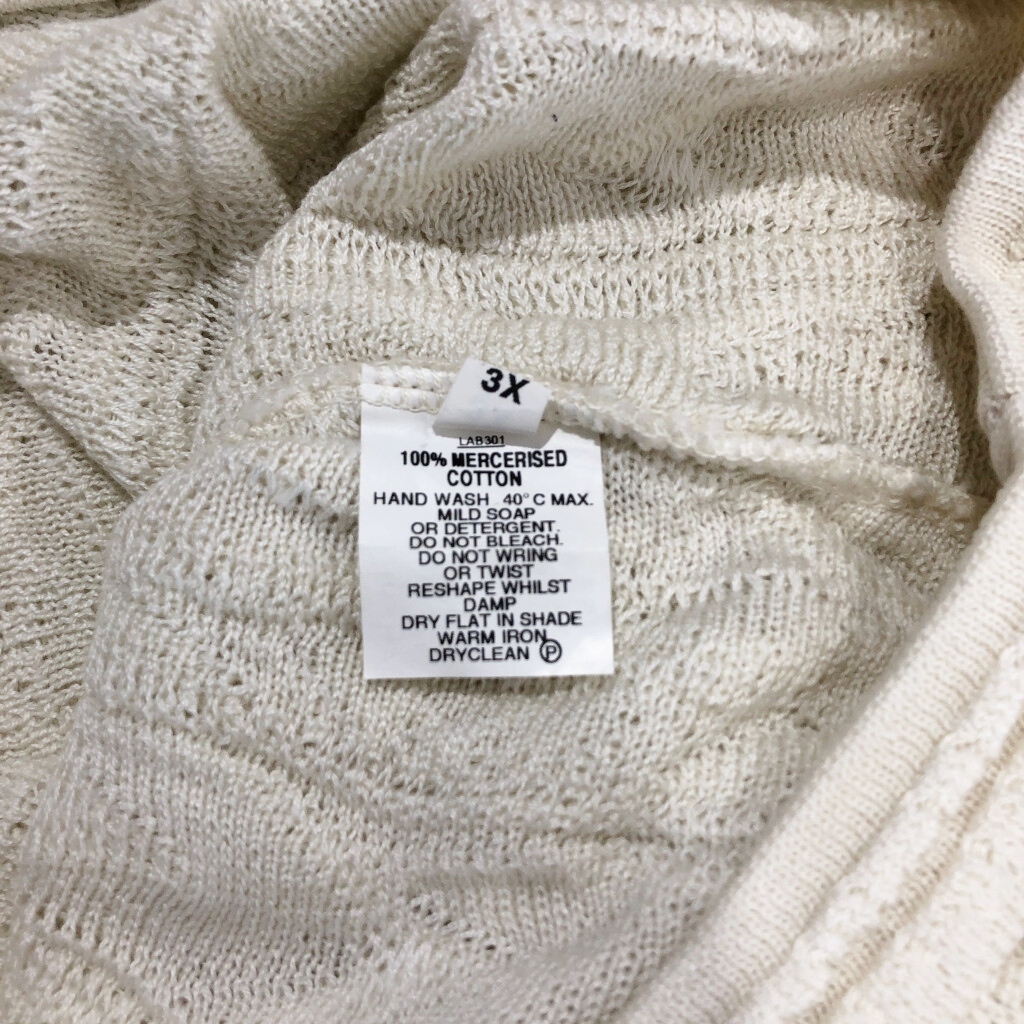 3X
LAB301
100% MERCERISED
COTTON
HAND WASH 40°C MAX.
MILD SOAP
OR DETERGENT.
DO NOT BLEACH.
DO NOT WRING
OR TWIST
RESHAPE WHILST
DAMP
DRY FLAT IN SHADE
WARM IRON
DRYCLEAN Ⓟ